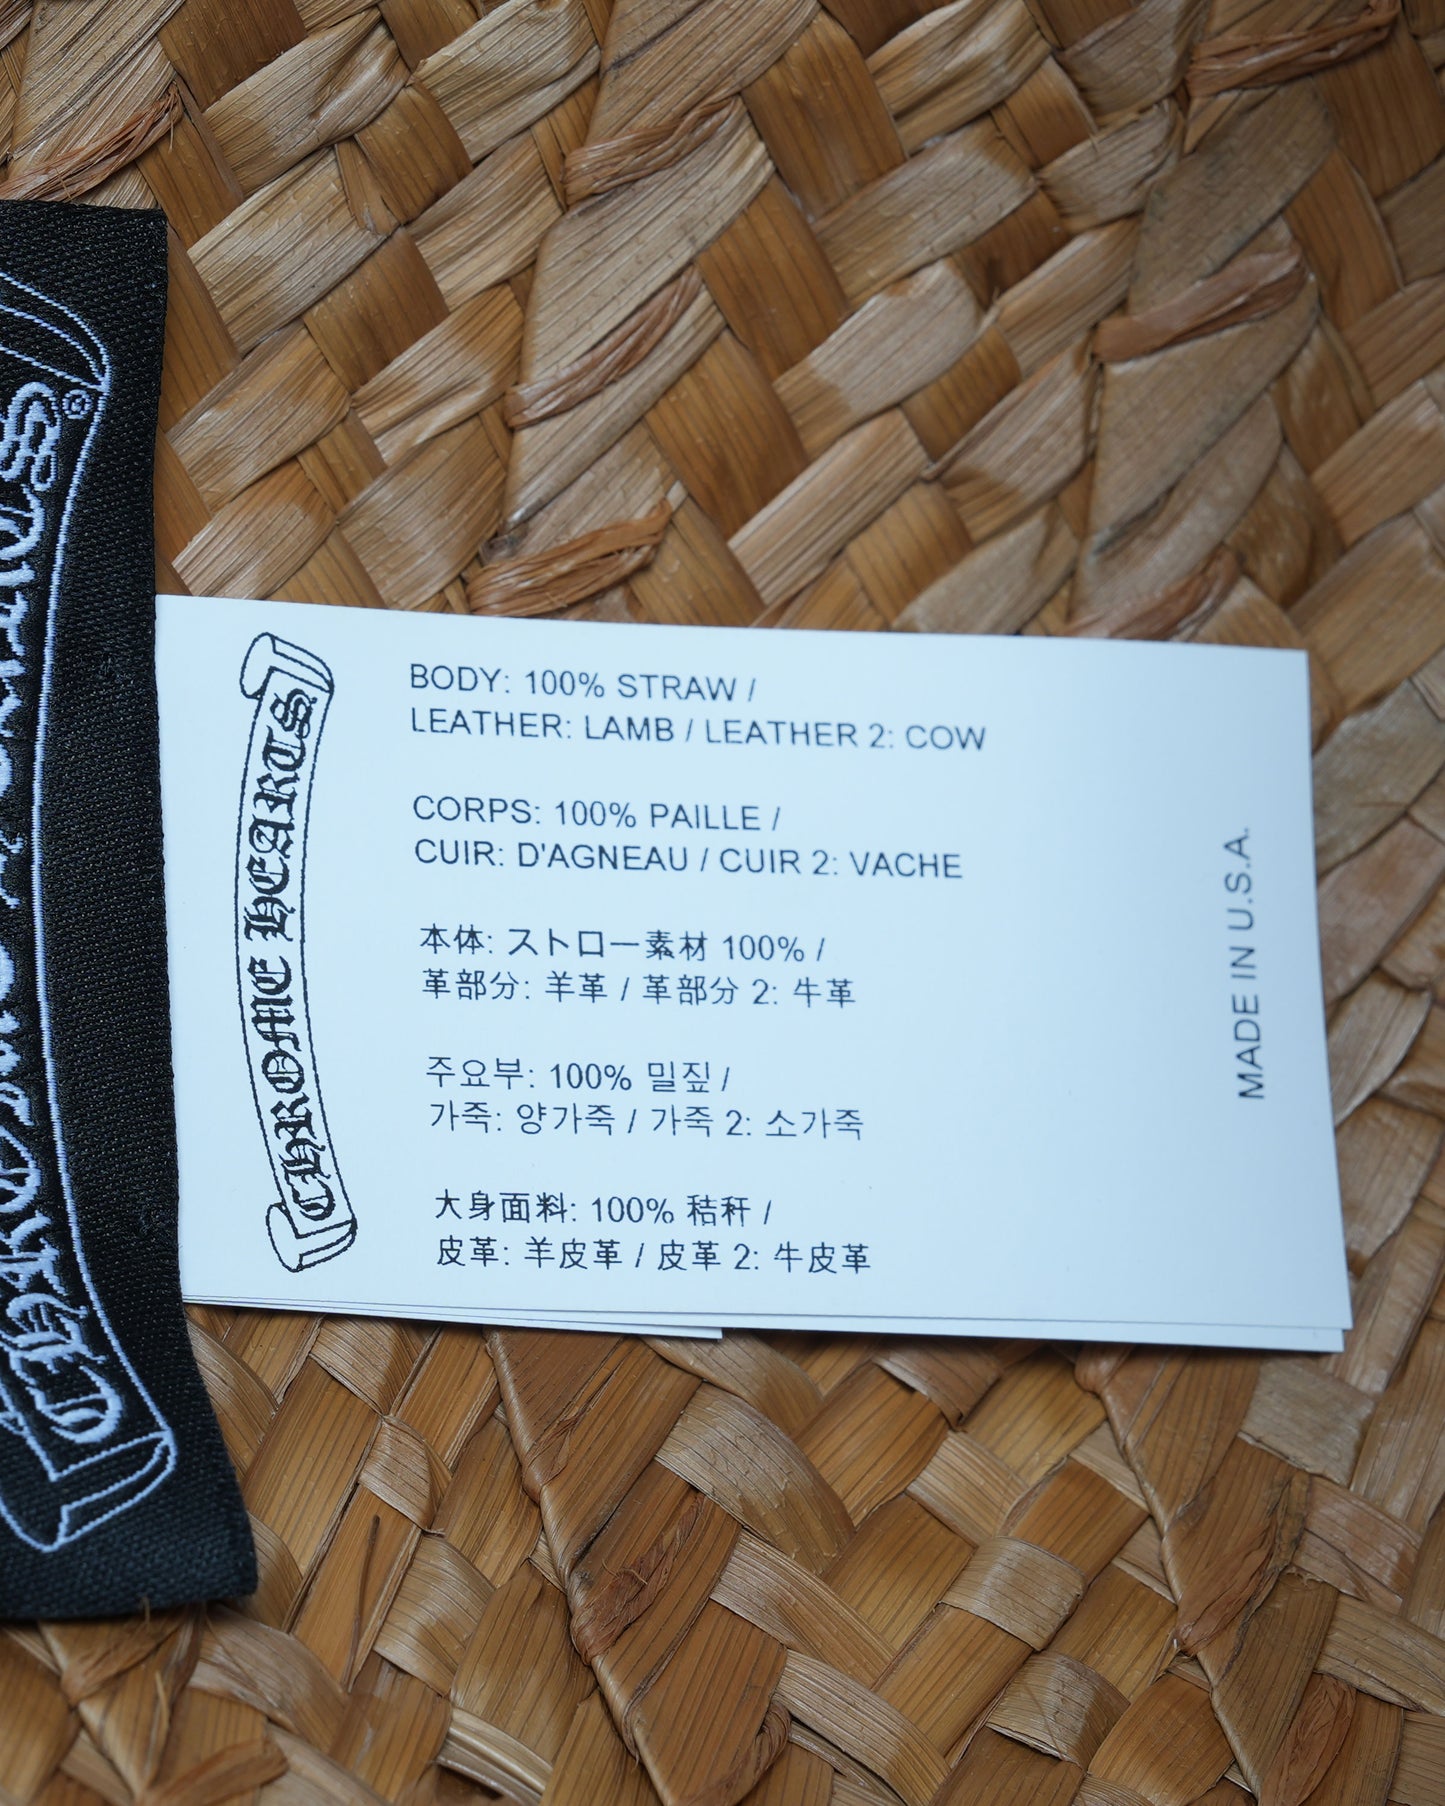 CHROME HEARTS
CHROME HEARTS
BODY: 100% STRAW /
LEATHER: LAMB / LEATHER 2: COW
CORPS: 100% PAILLE /
CUIR: D'AGNEAU / CUIR 2: VACHE
本体: ストロー素材 100% /
革部分: 羊革 / 革部分 2: 牛革
주요부: 100% 밀짚 /
가죽: 양가죽 / 가죽 2: 소가죽
大身面料: 100% 秸秆 /
皮革: 羊皮革 / 皮革 2: 牛皮革
MADE IN U.S.A.